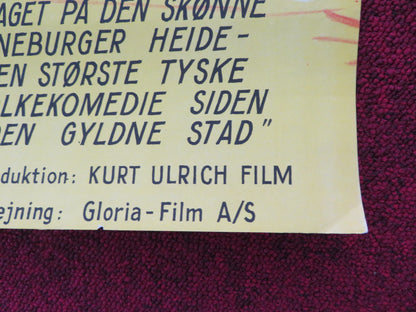 AGET PÅ DEN SKØNNE
NEBURGER HEIDE-
EN STØRSTE TYSKE
LKEKOMEDIE SIDEN
DEN GYLDNE STAD"
duktion: KURT ULRICH FILM
ejning: Gloria-Film A/S